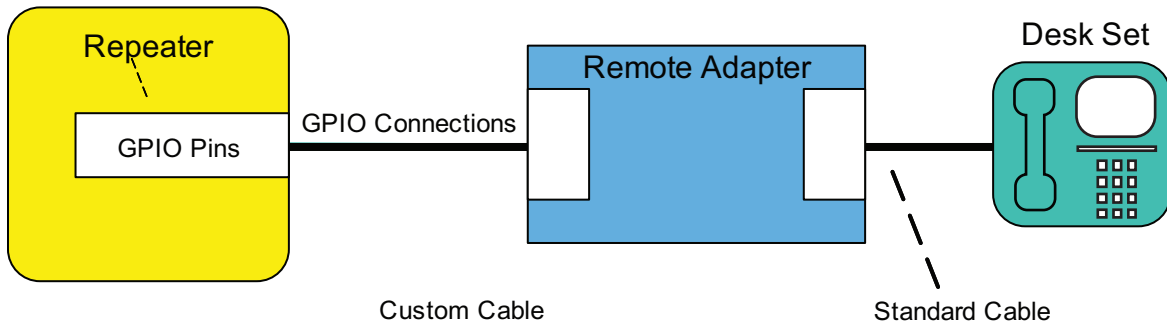 Repeater
GPIO Pins
GPIO Connections
Remote Adapter
Desk Set
Custom Cable
Standard Cable